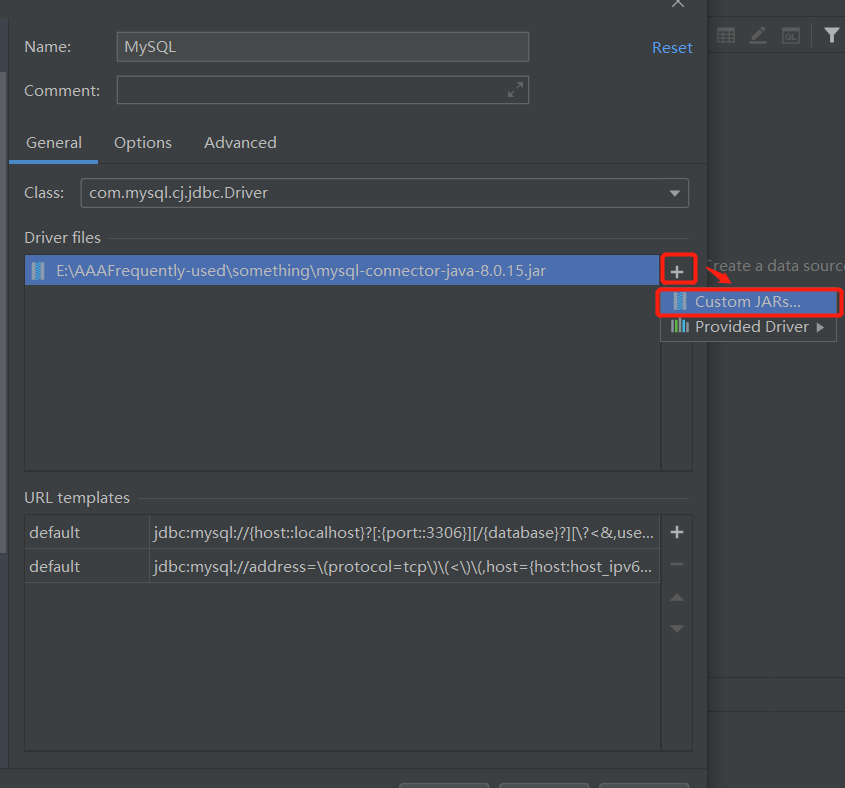 Name: MySQL Reset
Comment:
General Options Advanced
Class: com.mysql.cj.jdbc.Driver
Driver files
E:\AAAFrequently-used\something\mysql-connector-java-8.0.15.jar
Create a data source
Custom JARs...
Provided Driver
URL templates
default jdbc:mysql://{host::localhost}?[:{port::3306}][/{database}?][\?<&,use...
default jdbc:mysql://address=\(protocol=tcp\)\(<\)\(,host={host:host_ipv6...